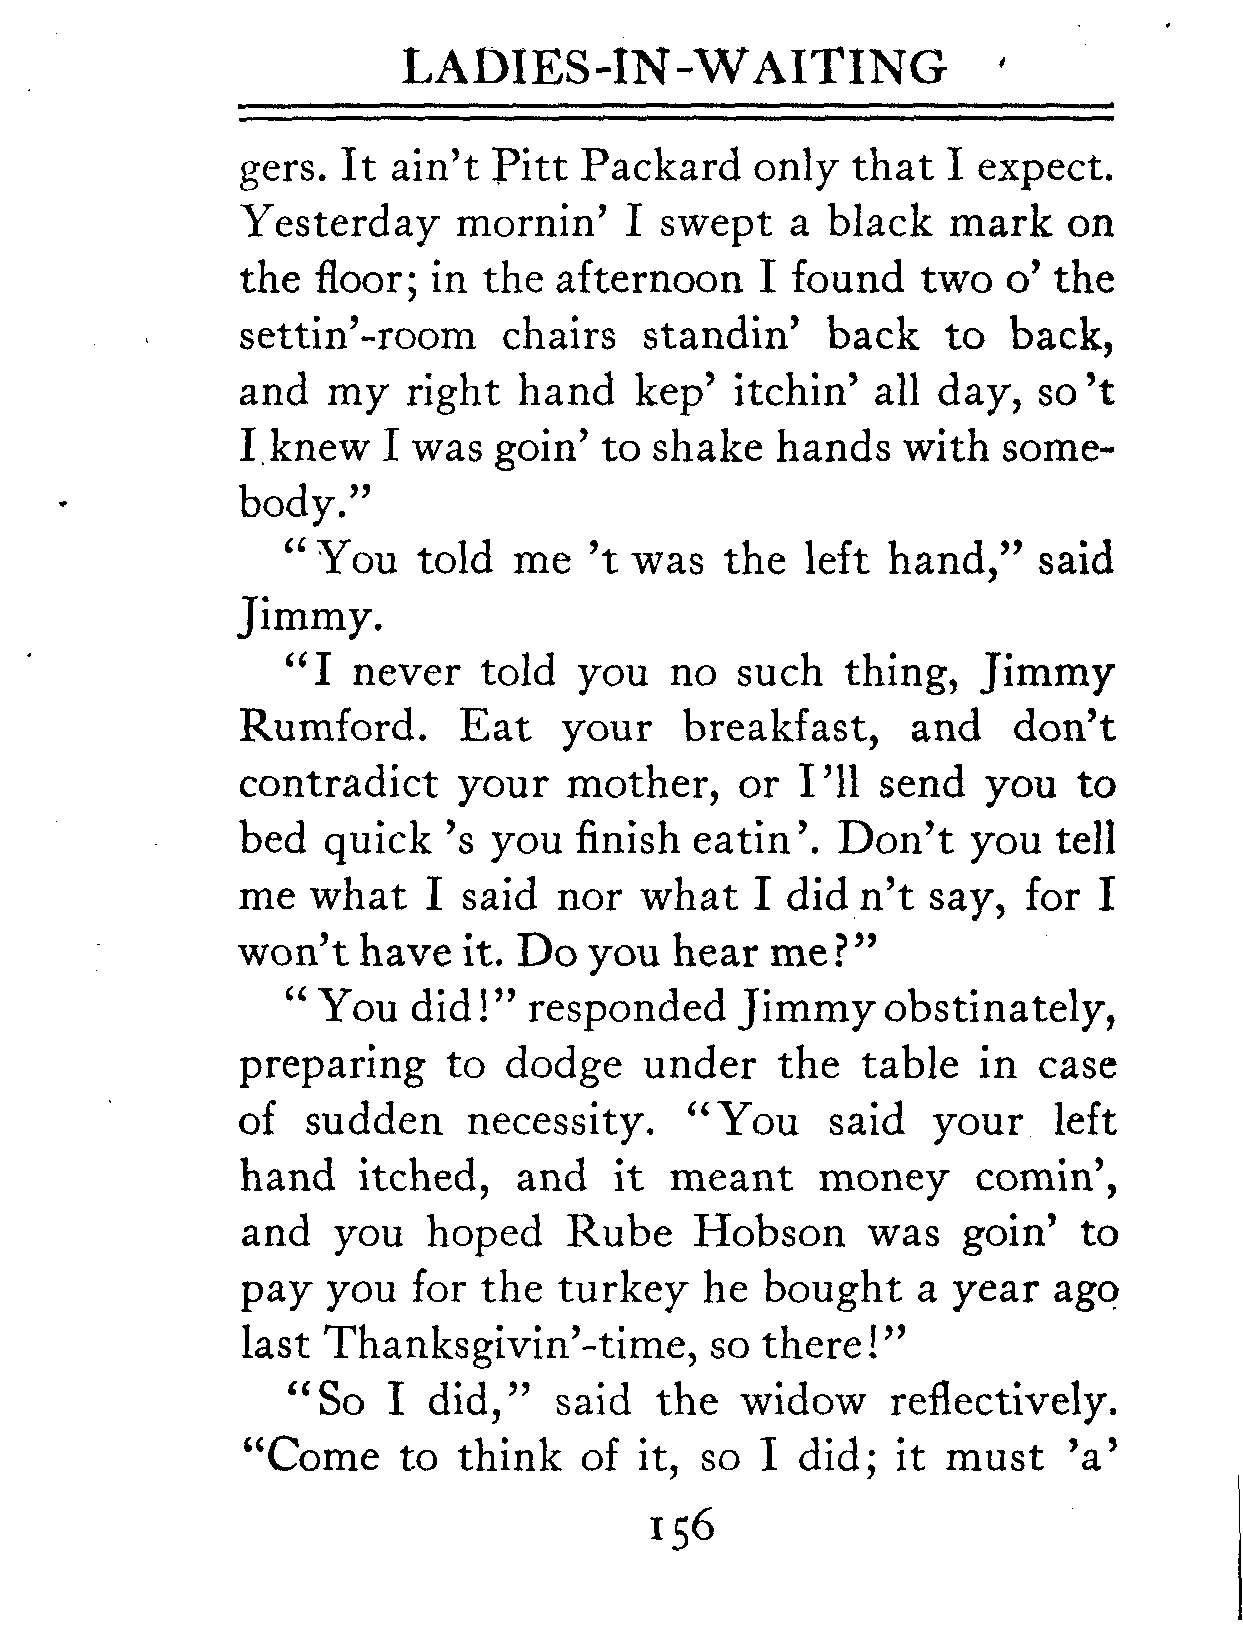 LADIES-IN-WAITING
gers. It ain't Pitt Packard only that I expect.
Yesterday mornin' I swept a black mark on
the floor; in the afternoon I found two o' the
settin'-room chairs standin' back to back,
and my right hand kep' itchin' all day, so 't
I knew I was goin' to shake hands with some-
body."
"You told me 't was the left hand," said
Jimmy.
"I never told you no such thing, Jimmy
Rumford. Eat your breakfast, and don't
contradict your mother, or I 'll send you to
bed quick 's you finish eatin'. Don't you tell
me what I said nor what I did n't say, for I
won't have it. Do you hear me?"
"You did!" responded Jimmy obstinately,
preparing to dodge under the table in case
of sudden necessity. "You said your left
hand itched, and it meant money comin',
and you hoped Rube Hobson was goin' to
pay you for the turkey he bought a year ago
last Thanksgivin'-time, so there!"
"So I did," said the widow reflectively.
"Come to think of it, so I did; it must 'a'
156